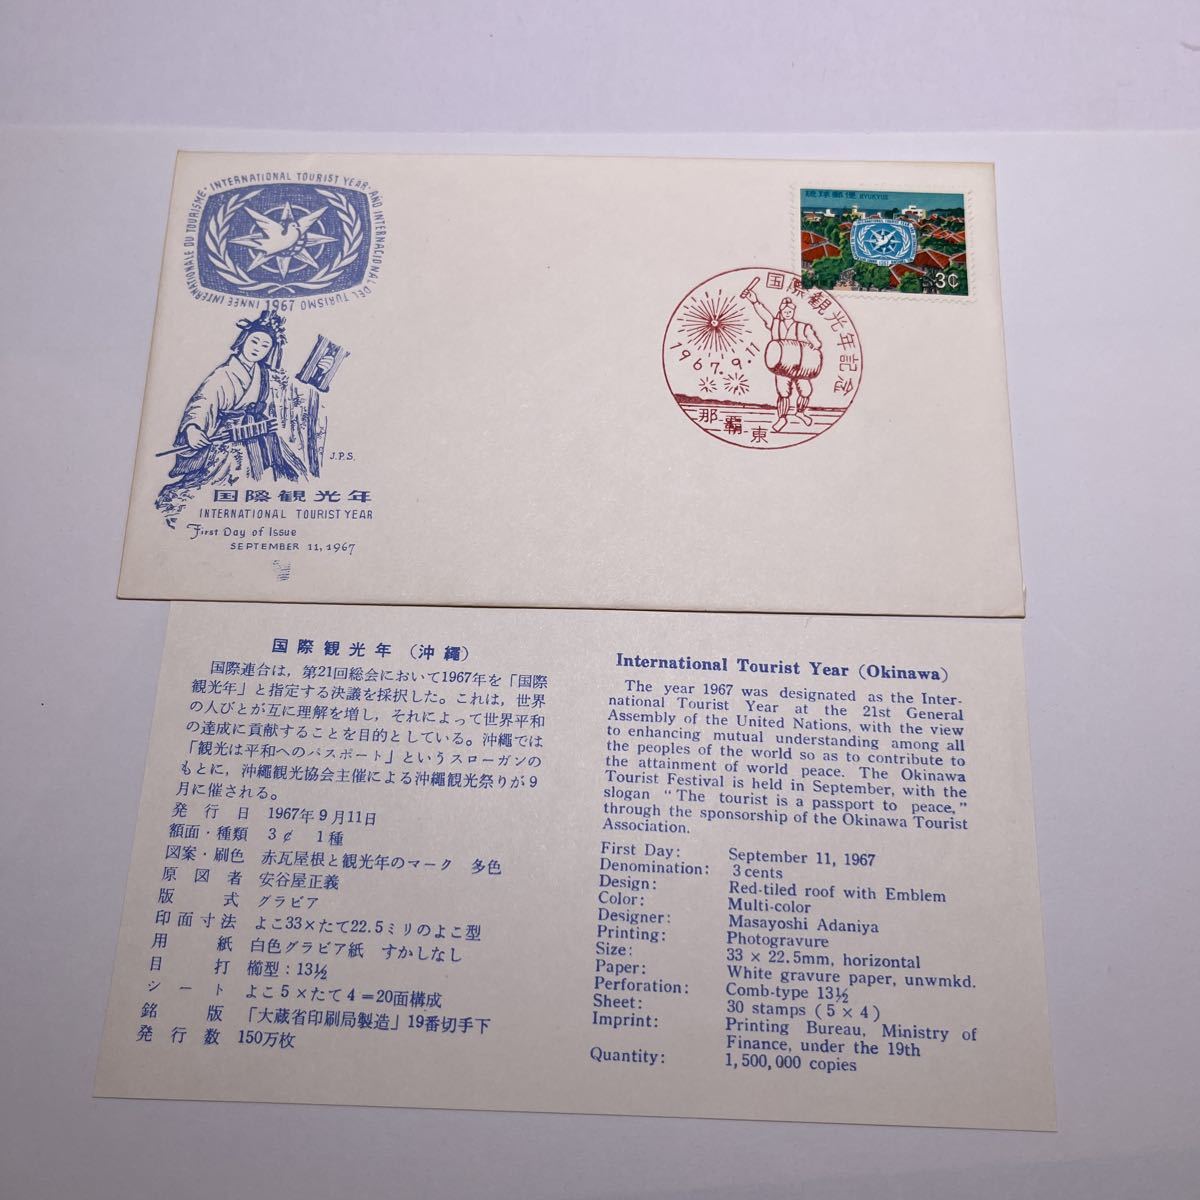 INTERNATIONAL TOURIST YEAR · AÑO INTERNACIONAL DEL TURISMO
1967 ANNÉE INTERNATIONALE DU TOURISME ·
J.P.S.
国際観光年
INTERNATIONAL TOURIST YEAR
First Day of Issue
SEPTEMBER 11, 1967
琉球郵便 RYUKYUS
3¢
国際観光年記念
1967.9.11
那覇東
国際観光年（沖縄）
国際連合は，第21回総会において1967年を「国際
観光年」と指定する決議を採択した。これは，世界
の人びとが互に理解を増し，それによって世界平和
の達成に貢献することを目的としている。沖縄では
「観光は平和へのパスポート」というスローガンの
もとに，沖縄観光協会主催による沖縄観光祭りが9
月に催される。
発行日 1967年9月11日
額面・種類 3¢ 1種
図案・刷色 赤瓦屋根と観光年のマーク 多色
原図者 安谷屋正義
版式 グラビア
印面寸法 よこ33×たて22.5ミリのよこ型
用紙 白色グラビア紙 すかしなし
目打 櫛型：13½
シート よこ5×たて4＝20面構成
銘版 「大蔵省印刷局製造」19番切手下
発行数 150万枚
International Tourist Year (Okinawa)
The year 1967 was designated as the Inter-
national Tourist Year at the 21st General
Assembly of the United Nations, with the view
to enhancing mutual understanding among all
the peoples of the world so as to contribute to
the attainment of world peace. The Okinawa
Tourist Festival is held in September, with the
slogan "The tourist is a passport to peace,"
through the sponsorship of the Okinawa Tourist
Association.
First Day: September 11, 1967
Denomination: 3 cents
Design: Red-tiled roof with Emblem
Color: Multi-color
Designer: Masayoshi Adaniya
Printing: Photogravure
Size: 33 × 22.5mm, horizontal
Paper: White gravure paper, unwmkd.
Perforation: Comb-type 13½
Sheet: 30 stamps (5 × 4)
Imprint: Printing Bureau, Ministry of
Finance, under the 19th
Quantity: 1,500,000 copies